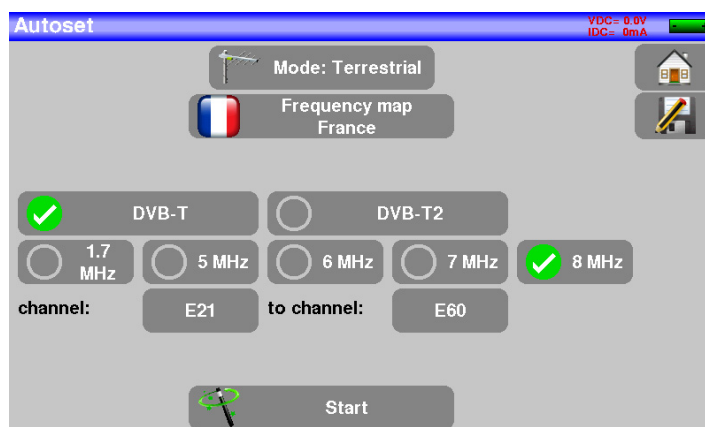 Autoset
VDC= 0.0V
IDC= 0mA
Mode: Terrestrial
Frequency map
France
DVB-T
DVB-T2
1.7
MHz
5 MHz
6 MHz
7 MHz
8 MHz
channel:
E21
to channel:
E60
Start